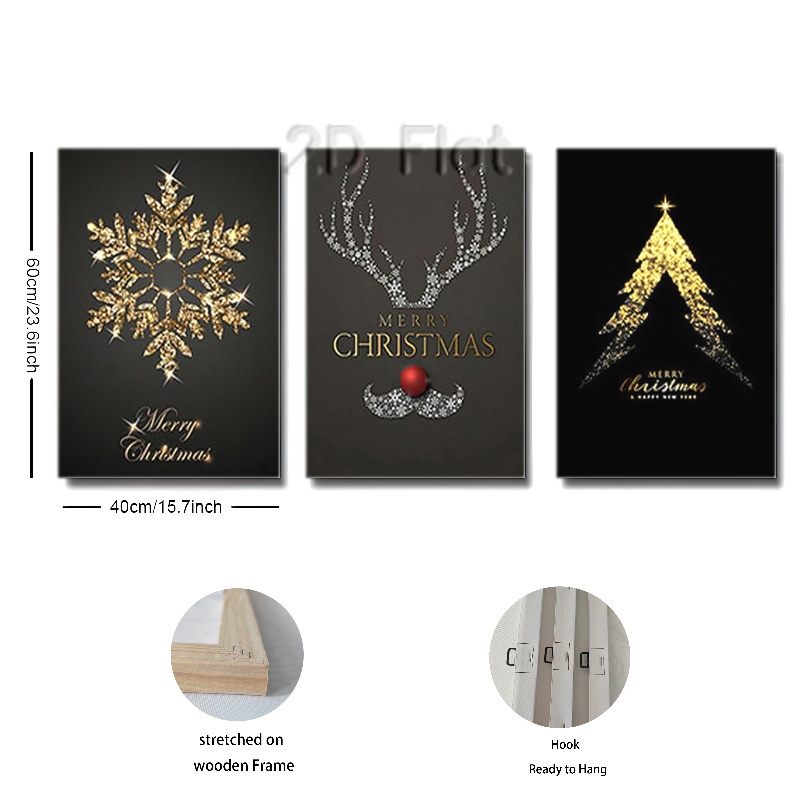 2D Flat
60cm/23.6inch
Merry
Christmas
MERRY
CHRISTMAS
MERRY
Christmas
& HAPPY NEW YEAR
40cm/15.7inch
stretched on
wooden Frame
Hook
Ready to Hang